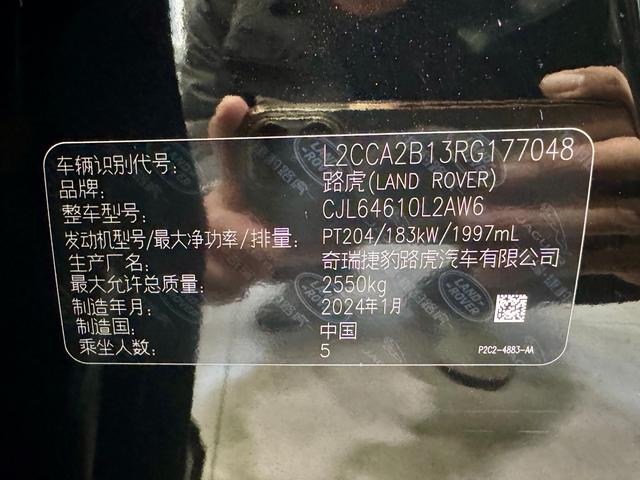 车辆识别代号: L2CCA2B13RG177048
品牌: 路虎(LAND ROVER)
整车型号: CJL6461OL2AW6
发动机型号/最大净功率/排量: PT204/183kW/1997mL
生产厂名: 奇瑞捷豹路虎汽车有限公司
最大允许总质量: 2550kg
制造年月: 2024年1月
制造国: 中国
乘坐人数: 5
P2C2-4883-AA